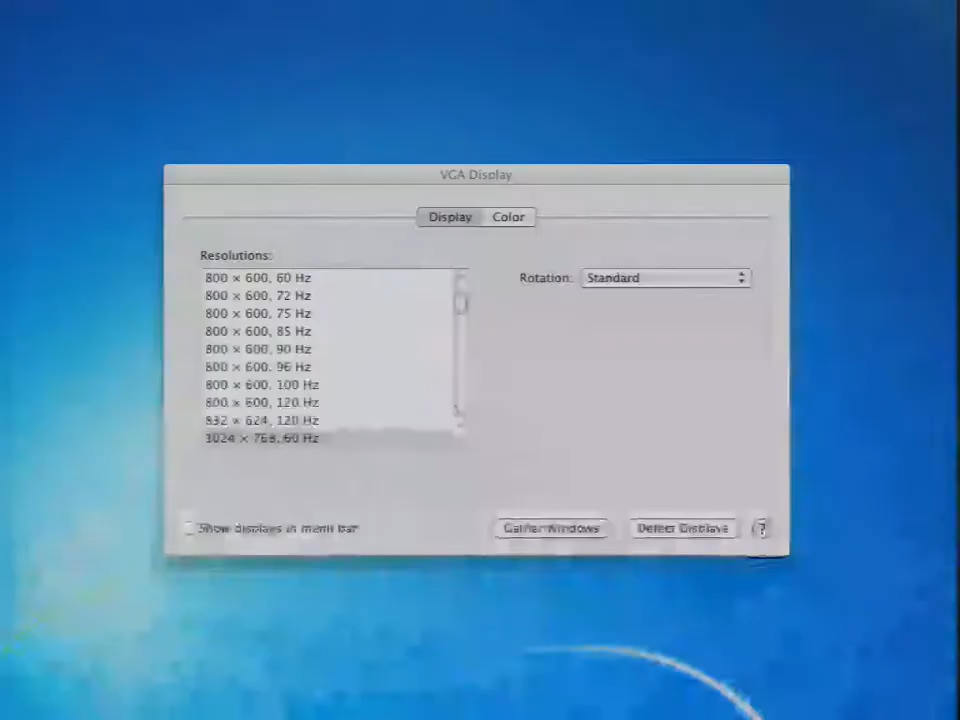 VGA Display
Display Color
Resolutions:
Rotation: Standard
800 × 600, 60 Hz
800 × 600, 72 Hz
800 × 600, 75 Hz
800 × 600, 85 Hz
800 × 600, 90 Hz
800 × 600, 96 Hz
800 × 600, 100 Hz
800 × 600, 120 Hz
832 × 624, 120 Hz
1024 × 768, 60 Hz
Show displays in menu bar
Gather Windows
Detect Displays
?